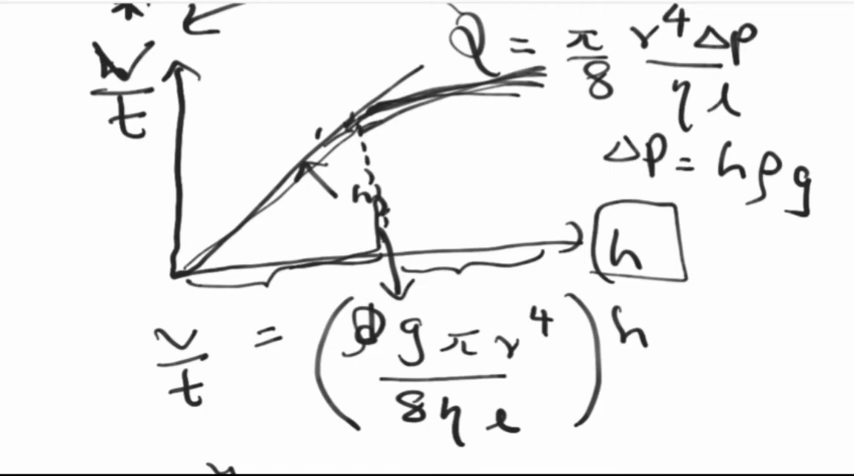 V/t
Q = π/8 r⁴ΔP/ηl
ΔP = hρg
h
V/t = (ρgπr⁴/8ηl) h